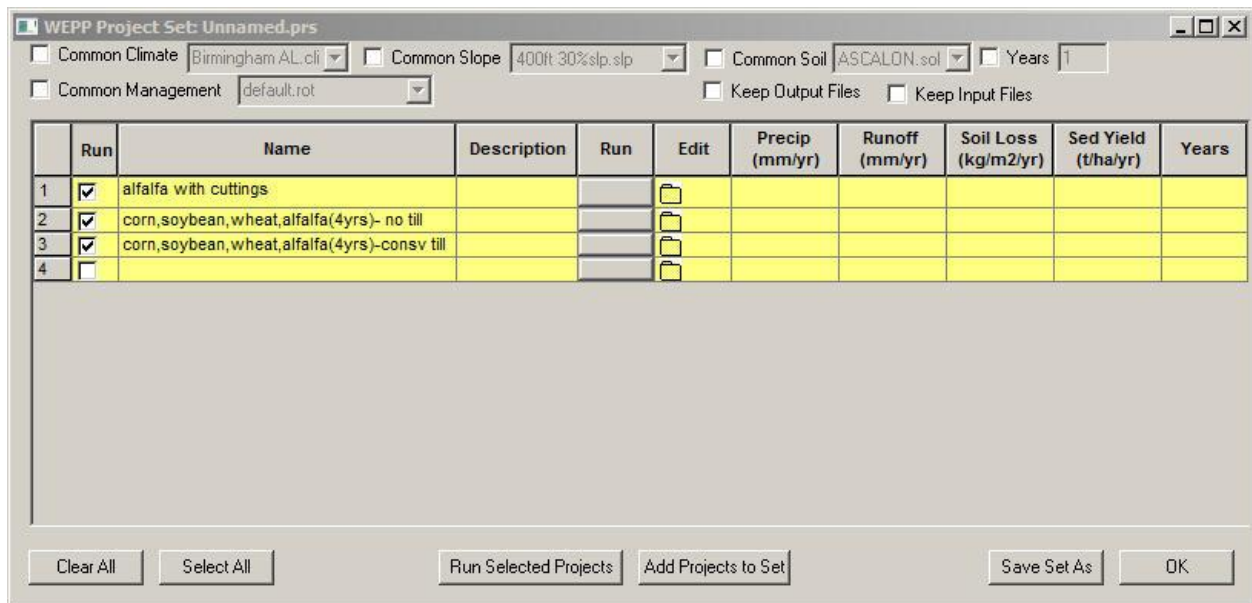 WEPP Project Set: Unnamed.prs
Common Climate Birmingham AL.cli Common Slope 400ft 30%slp.slp Common Soil ASCALON.sol Years 1
Common Management default.rot Keep Output Files Keep Input Files
Run Name Description Run Edit Precip (mm/yr) Runoff (mm/yr) Soil Loss (kg/m2/yr) Sed Yield (t/ha/yr) Years
1 alfalfa with cuttings
2 corn,soybean,wheat,alfalfa(4yrs)- no till
3 corn,soybean,wheat,alfalfa(4yrs)-consv till
4
Clear All Select All Run Selected Projects Add Projects to Set Save Set As OK